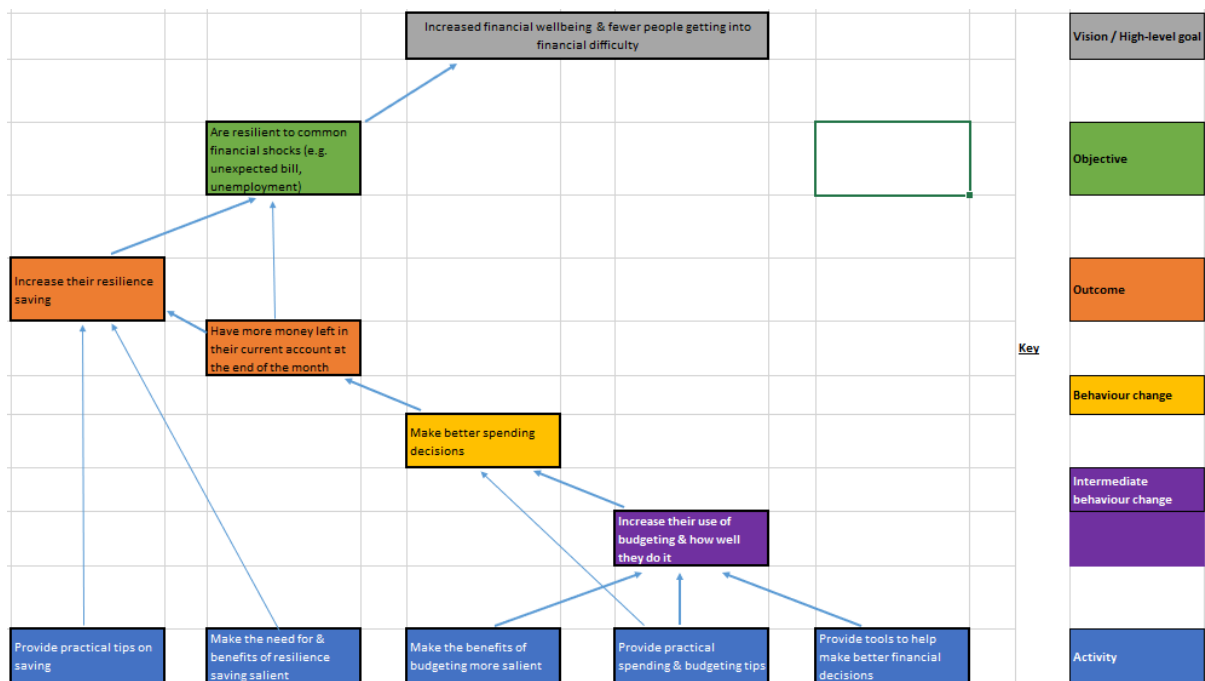 Increased financial wellbeing & fewer people getting into
financial difficulty
Vision / High-level goal
Are resilient to common
financial shocks (e.g.
unexpected bill,
unemployment)
Objective
Increase their resilience
saving
Outcome
Have more money left in
their current account at
the end of the month
Key
Behaviour change
Make better spending
decisions
Intermediate
behaviour change
Increase their use of
budgeting & how well
they do it
Provide practical tips on
saving
Make the need for &
benefits of resilience
saving salient
Make the benefits of
budgeting more salient
Provide practical
spending & budgeting tips
Provide tools to help
make better financial
decisions
Activity